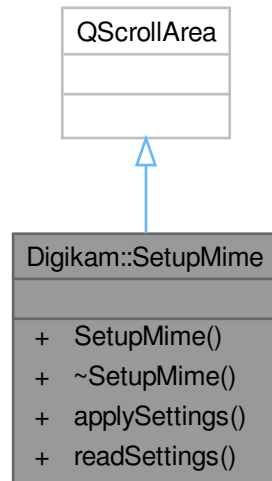 QScrollArea
Digikam::SetupMime
+ SetupMime()
+ ~SetupMime()
+ applySettings()
+ readSettings()